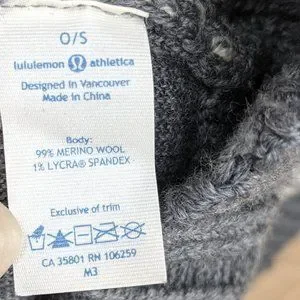 O/S
lululemon athletica
Designed in Vancouver
Made in China
Body:
99% MERINO WOOL
1% LYCRA® SPANDEX
Exclusive of trim
CA 35801 RN 106259
M3